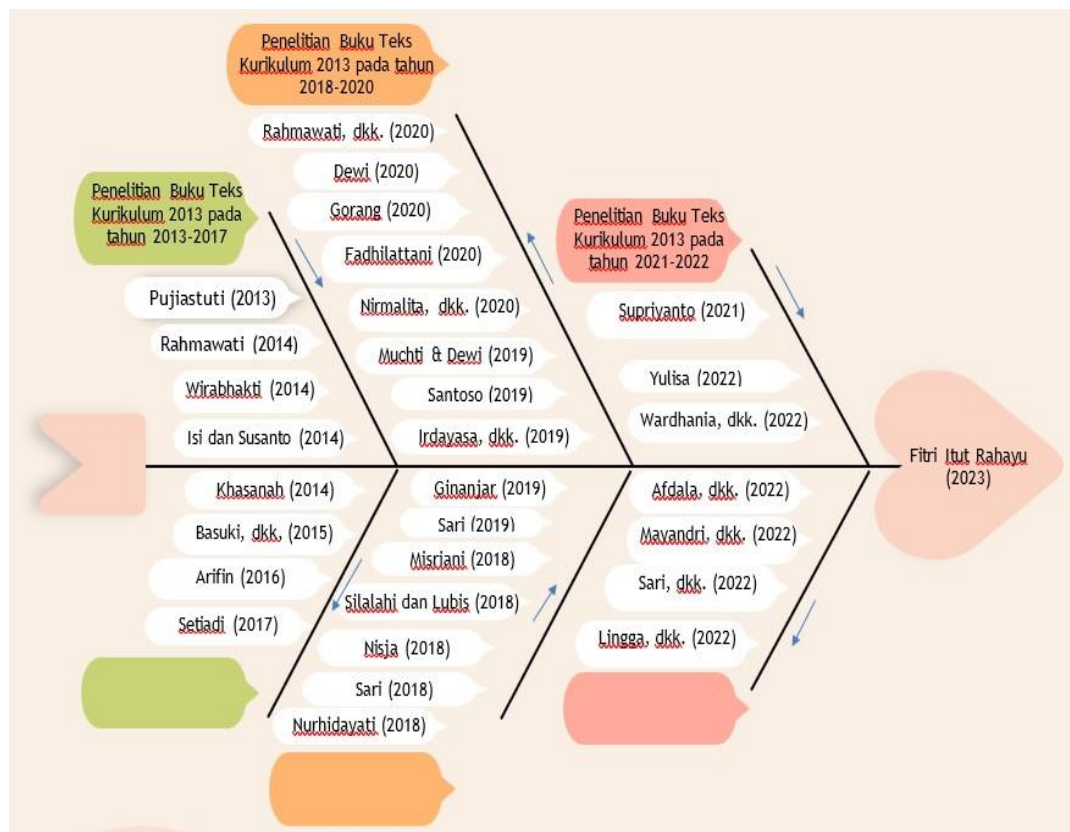 Penelitian Buku Teks
Kurikulum 2013 pada tahun
2018-2020
Rahmawati, dkk. (2020)
Dewi (2020)
Gorang (2020)
Fadhilattani (2020)
Nirmalita, dkk. (2020)
Muchti & Dewi (2019)
Santoso (2019)
Irdayasa, dkk. (2019)
Penelitian Buku Teks
Kurikulum 2013 pada
tahun 2013-2017
Pujiastuti (2013)
Rahmawati (2014)
Wirabhakti (2014)
Isi dan Susanto (2014)
Penelitian Buku Teks
Kurikulum 2013 pada
tahun 2021-2022
Supriyanto (2021)
Yulisa (2022)
Wardhania, dkk. (2022)
Fitri Itut Rahayu
(2023)
Khasanah (2014)
Basuki, dkk, (2015)
Arifin (2016)
Setiadi (2017)
Ginanjar (2019)
Sari (2019)
Misriani (2018)
Silalahi dan Lubis (2018)
Nisja (2018)
Sari (2018)
Nurhidayati (2018)
Afdala, dkk. (2022)
Mayandri, dkk. (2022)
Sari, dkk. (2022)
Lingga, dkk. (2022)